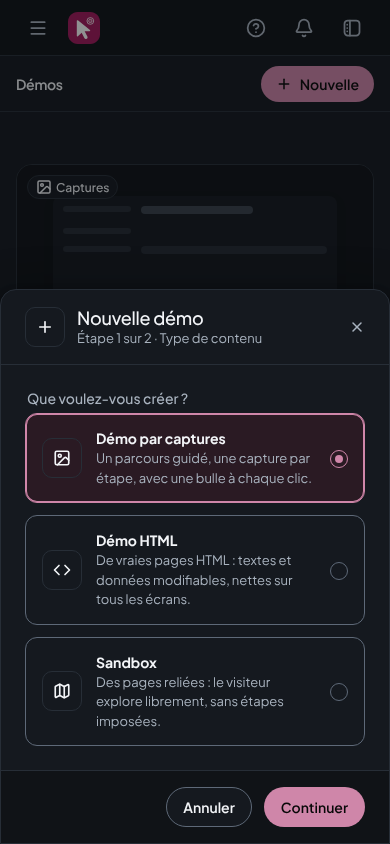 Démos
Nouvelle
Captures
Nouvelle démo
Étape 1 sur 2 · Type de contenu
Que voulez-vous créer ?
Démo par captures
Un parcours guidé, une capture par
étape, avec une bulle à chaque clic.
Démo HTML
De vraies pages HTML : textes et
données modifiables, nettes sur
tous les écrans.
Sandbox
Des pages reliées : le visiteur
explore librement, sans étapes
imposées.
Annuler
Continuer